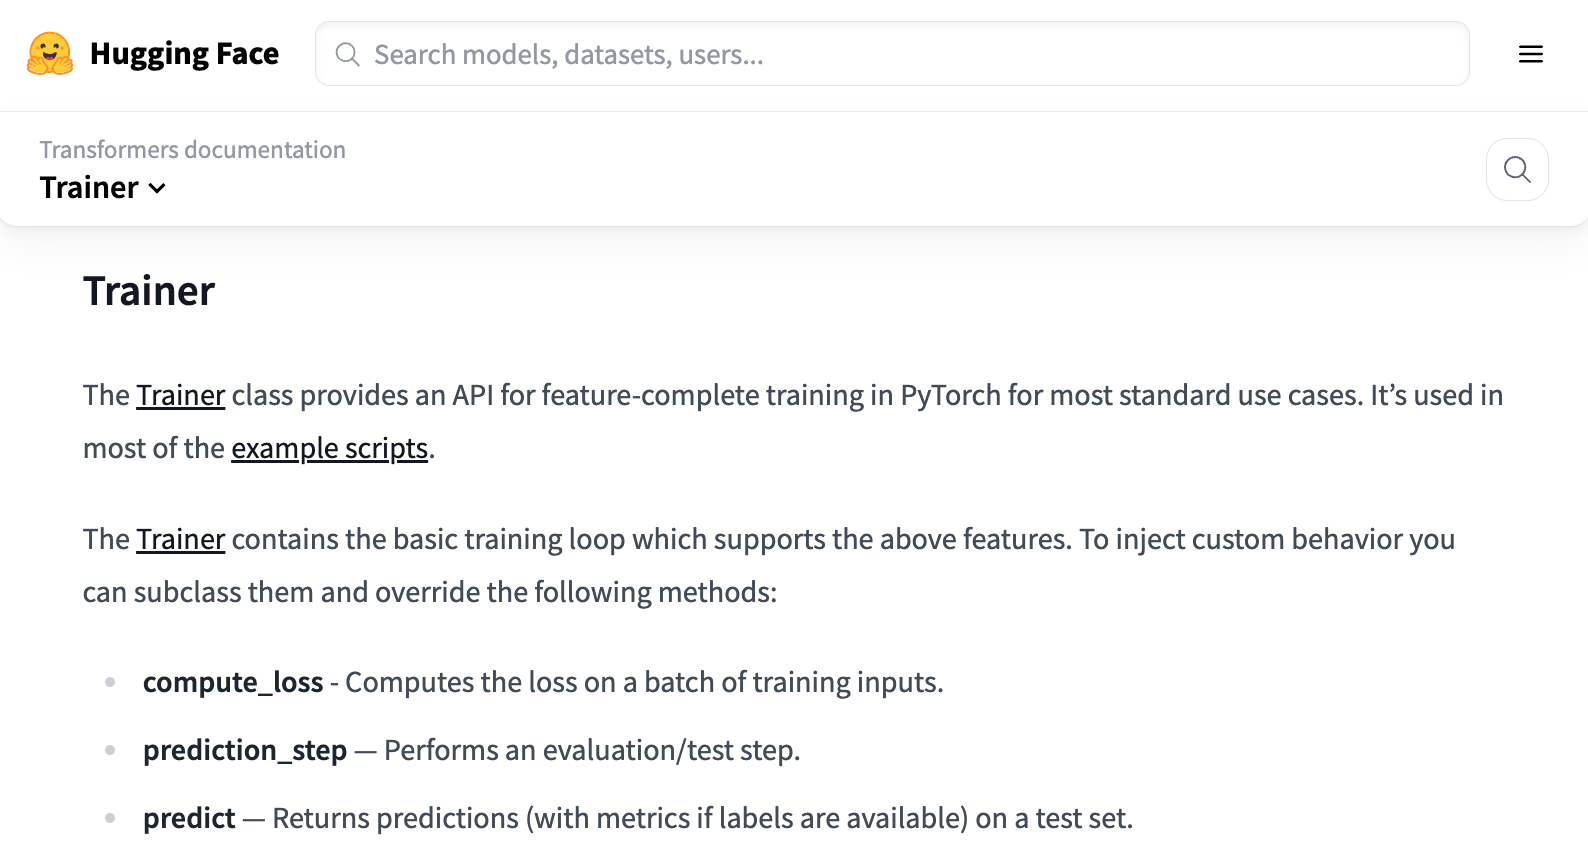 Hugging Face
Search models, datasets, users...
Transformers documentation
Trainer
Trainer
The Trainer class provides an API for feature-complete training in PyTorch for most standard use cases. It’s used in
most of the example scripts.
The Trainer contains the basic training loop which supports the above features. To inject custom behavior you
can subclass them and override the following methods:
compute_loss - Computes the loss on a batch of training inputs.
prediction_step — Performs an evaluation/test step.
predict — Returns predictions (with metrics if labels are available) on a test set.